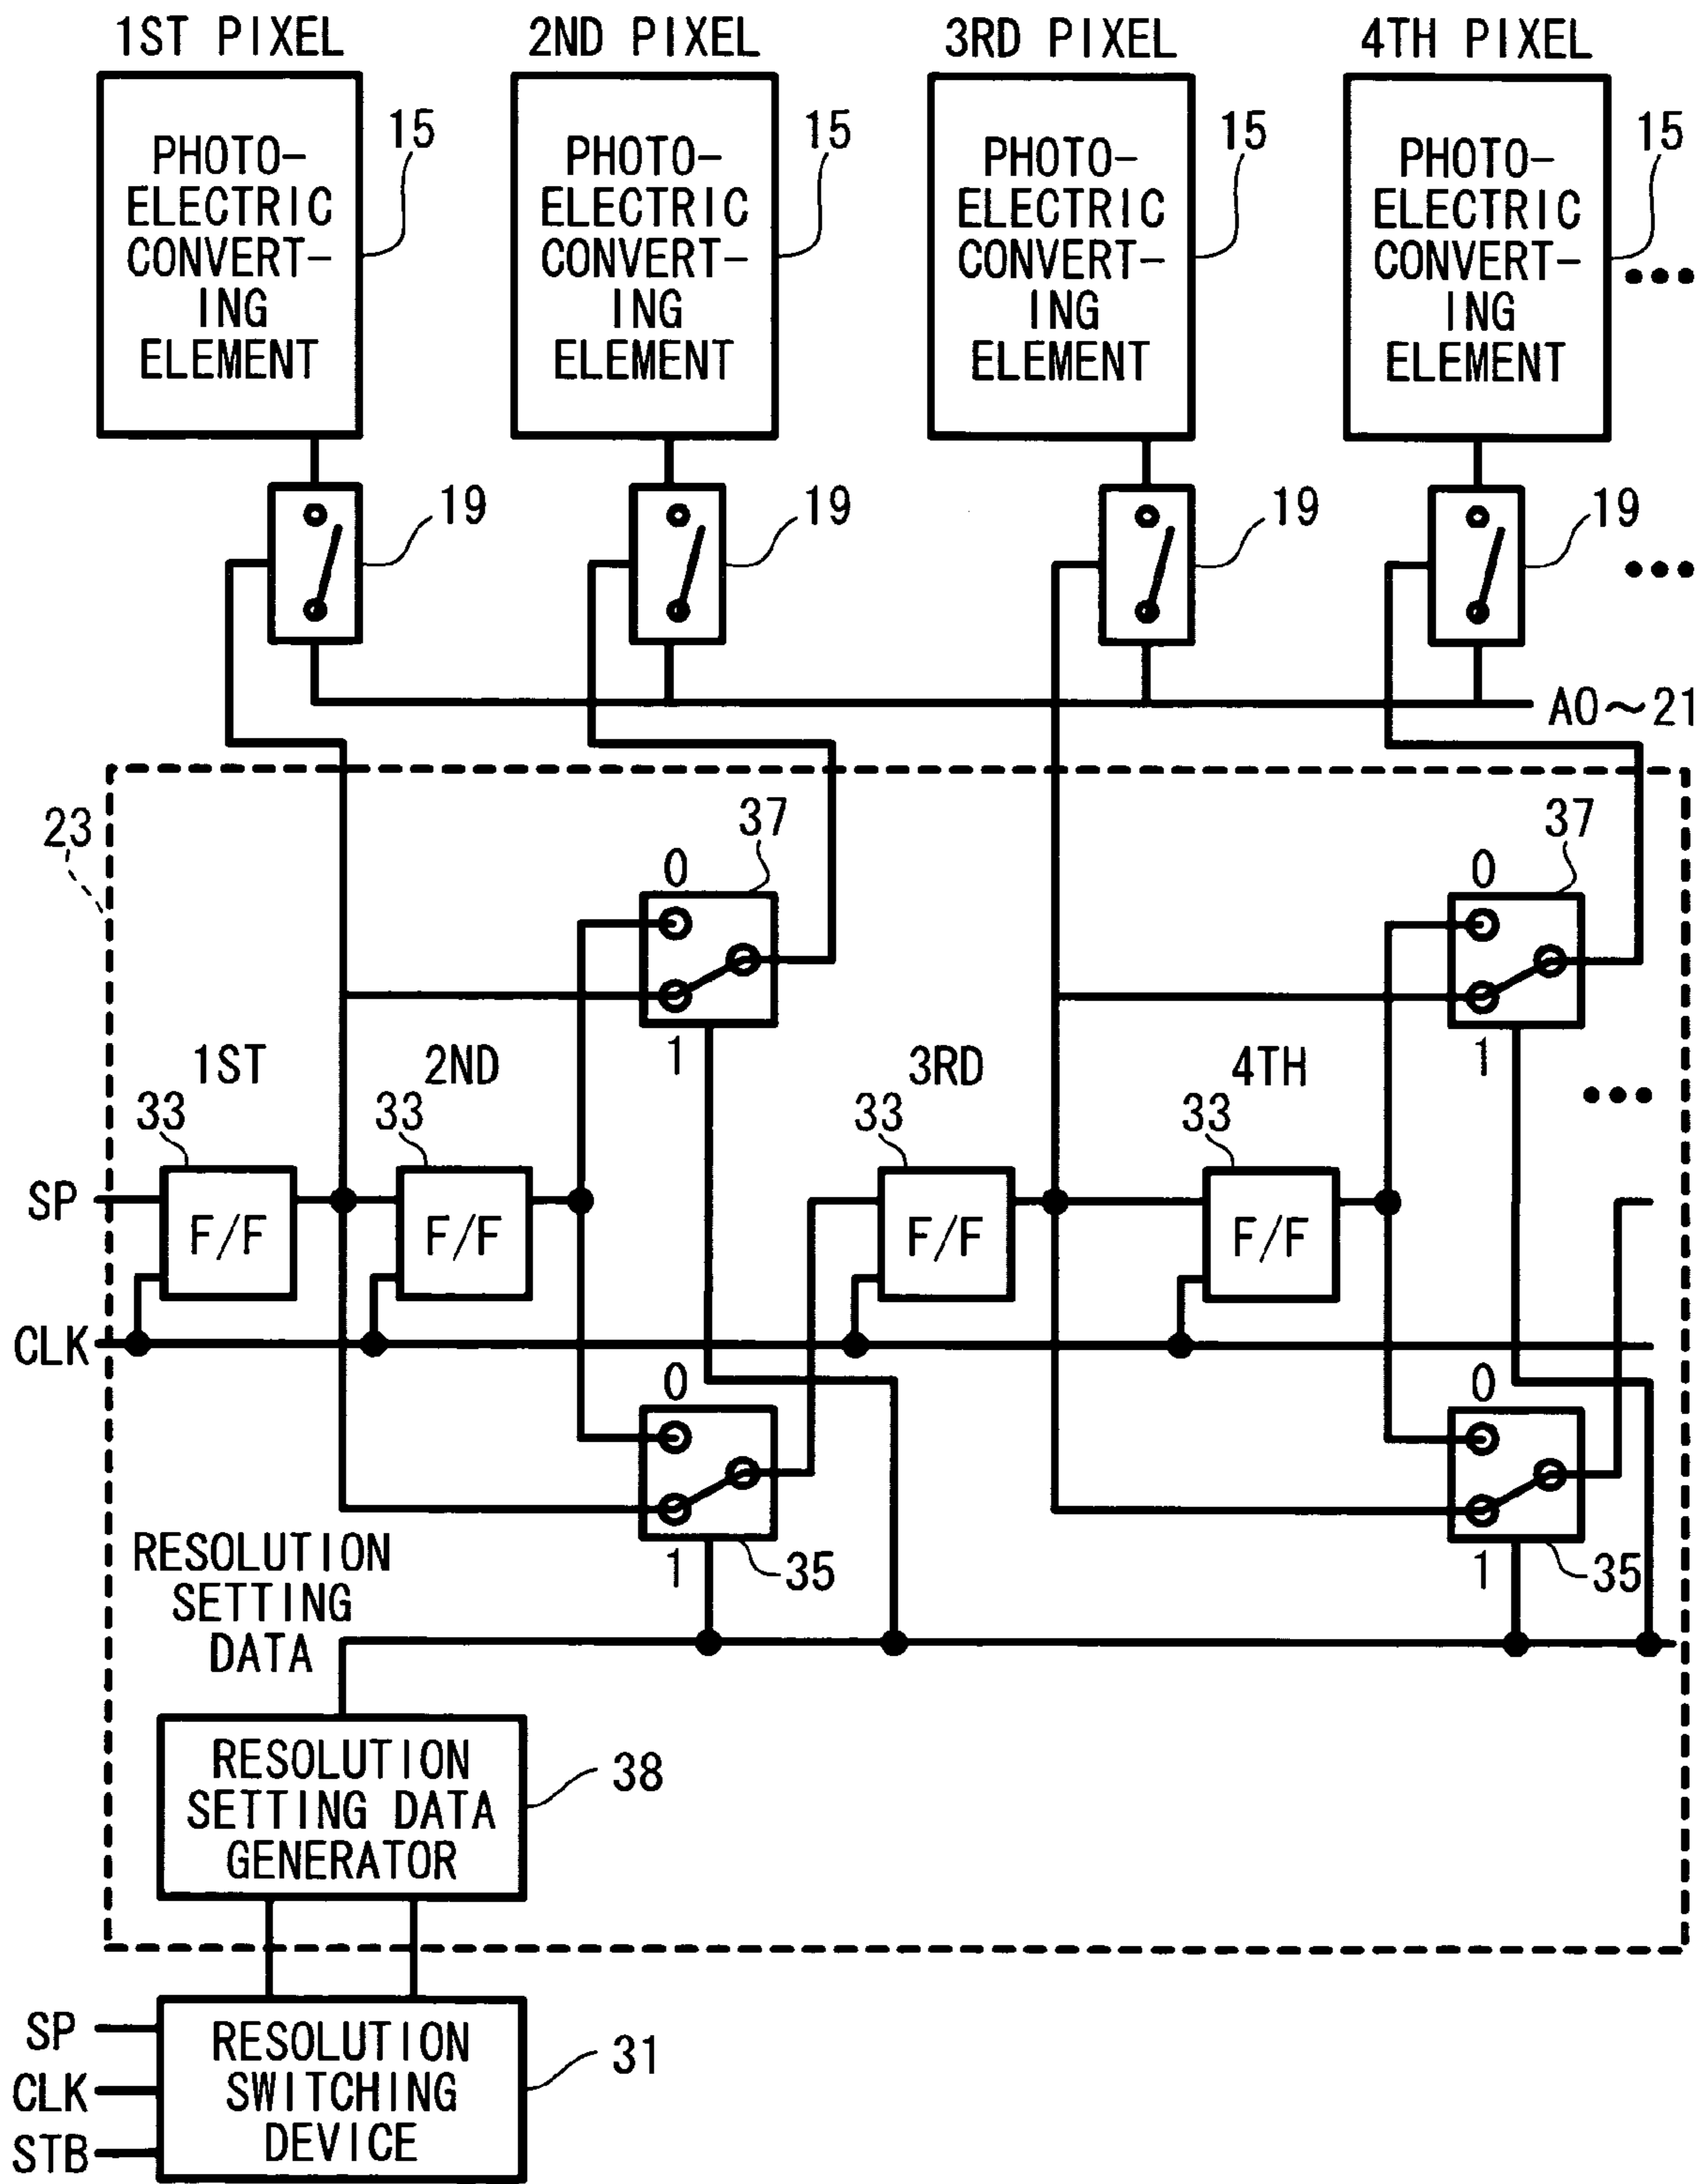 1ST PIXEL
2ND PIXEL
3RD PIXEL
4TH PIXEL
PHOTO-
ELECTRIC
CONVERT-
ING
ELEMENT
15
PHOTO-
ELECTRIC
CONVERT-
ING
ELEMENT
15
PHOTO-
ELECTRIC
CONVERT-
ING
ELEMENT
15
PHOTO-
ELECTRIC
CONVERT-
ING
ELEMENT
15
19
19
19
19
AO~21
23
37
0
1
37
0
1
1ST
33
F/F
2ND
33
F/F
3RD
33
F/F
4TH
33
F/F
SP
CLK
0
1
35
0
1
35
RESOLUTION
SETTING
DATA
RESOLUTION
SETTING DATA
GENERATOR
38
SP
CLK
STB
RESOLUTION
SWITCHING
DEVICE
31